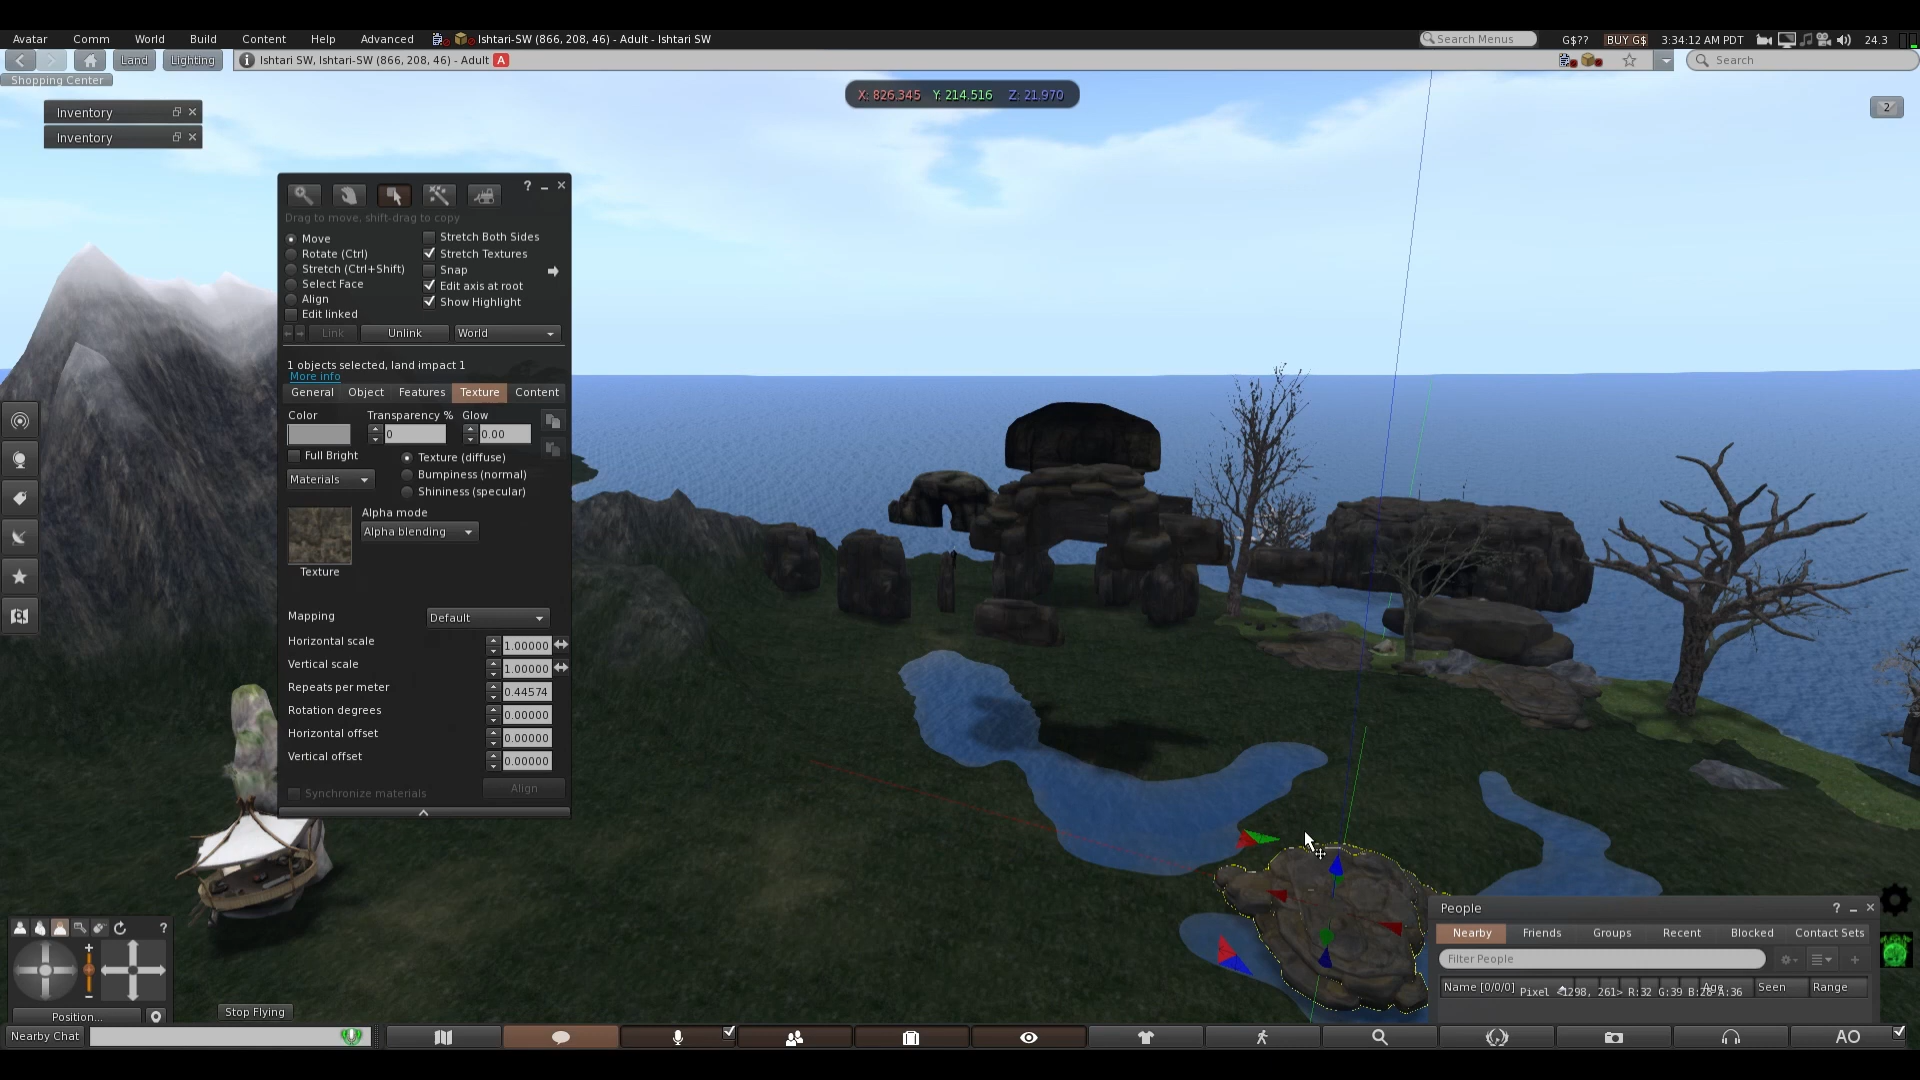 Avatar Comm World Build Content Help Advanced Ishtari-SW (866, 208, 46) - Adult - Ishtari SW Search Menus G$?? BUY G$ 3:34:12 AM PDT 24.3
Land Lighting Ishtari SW, Ishtari-SW (866, 208, 46) - Adult A Search
Shopping Center
X: 826.345 Y: 214.516 Z: 21.970
2
Inventory
Inventory
?
Drag to move, shift-drag to copy
Move
Rotate (Ctrl)
Stretch (Ctrl+Shift)
Select Face
Align
Edit linked
Stretch Both Sides
Stretch Textures
Snap
Edit axis at root
Show Highlight
Link Unlink World
1 objects selected, land impact 1
More info
General Object Features Texture Content
Color Transparency % Glow
0 0.00
Full Bright
Materials
Texture (diffuse)
Bumpiness (normal)
Shininess (specular)
Alpha mode
Alpha blending
Texture
Mapping Default
Horizontal scale 1.00000
Vertical scale 1.00000
Repeats per meter 0.44574
Rotation degrees 0.00000
Horizontal offset 0.00000
Vertical offset 0.00000
Synchronize materials Align
?
Position...
Stop Flying
People ?
Nearby Friends Groups Recent Blocked Contact Sets
Filter People
Name [0/0/0] Age Seen Range
Pixel <1298, 261> R:32 G:39 B:28 A:36
Nearby Chat
AO